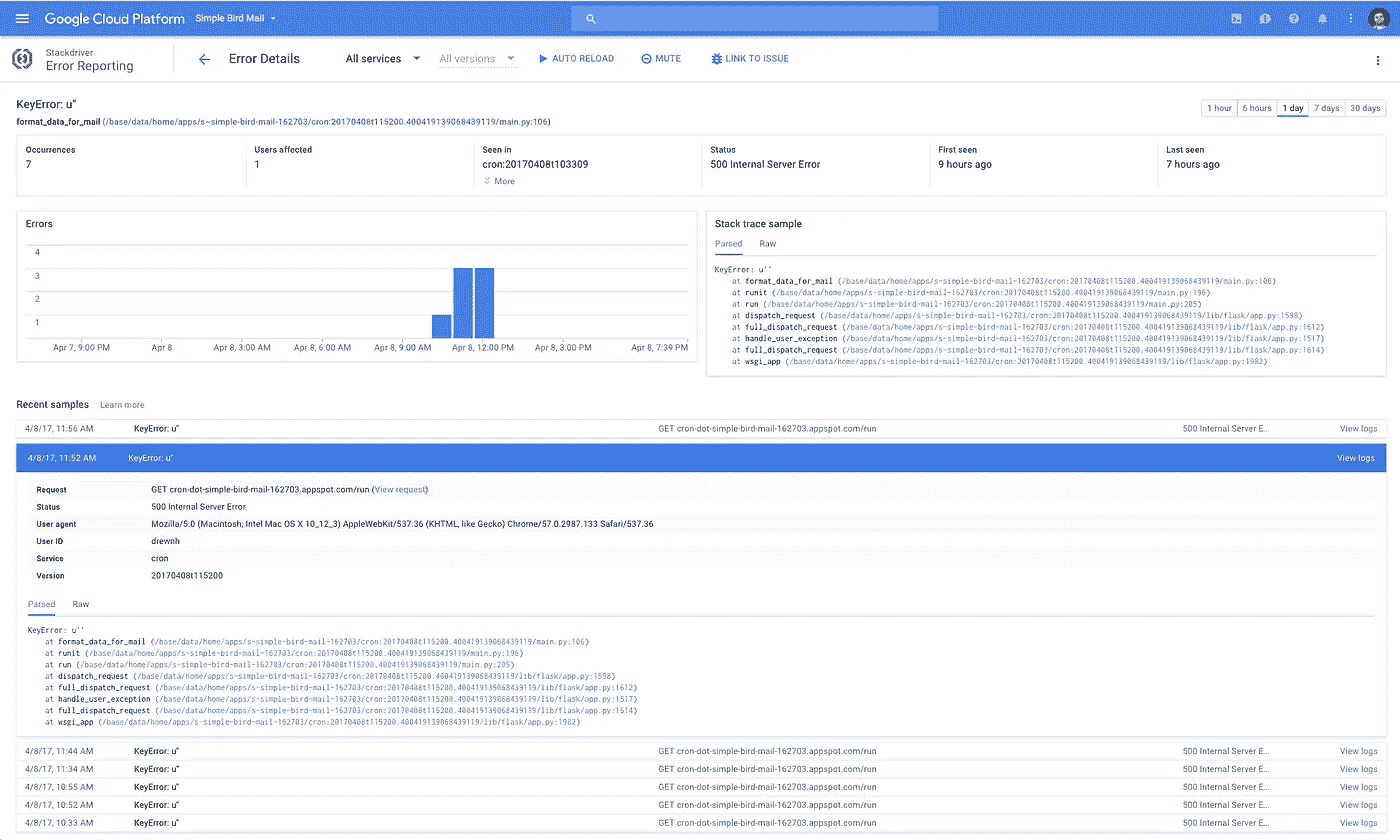 Google Cloud Platform Simple Bird Mail
Stackdriver
Error Reporting
Error Details All services All versions AUTO RELOAD MUTE LINK TO ISSUE
KeyError: u"
1 hour 6 hours 1 day 7 days 30 days
format_data_for_mail (/base/data/home/apps/s~simple-bird-mail-162703/cron:20170408t115200.400419139068439119/main.py:106)
Occurrences Users affected Seen in Status First seen Last seen
7 1 cron:20170408t103309 500 Internal Server Error 9 hours ago 7 hours ago
More
Errors
4
3
2
1
Apr 7, 9:00 PM Apr 8 Apr 8, 3:00 AM Apr 8, 6:00 AM Apr 8, 9:00 AM Apr 8, 12:00 PM Apr 8, 3:00 PM Apr 8, 7:39 PM
Stack trace sample
Parsed Raw
KeyError: u''
at format_data_for_mail (/base/data/home/apps/s~simple-bird-mail-162703/cron:20170408t115200.400419139068439119/main.py:106)
at runit (/base/data/home/apps/s~simple-bird-mail-162703/cron:20170408t115200.400419139068439119/main.py:196)
at run (/base/data/home/apps/s~simple-bird-mail-162703/cron:20170408t115200.400419139068439119/main.py:205)
at dispatch_request (/base/data/home/apps/s~simple-bird-mail-162703/cron:20170408t115200.400419139068439119/lib/flask/app.py:1598)
at full_dispatch_request (/base/data/home/apps/s~simple-bird-mail-162703/cron:20170408t115200.400419139068439119/lib/flask/app.py:1612)
at handle_user_exception (/base/data/home/apps/s~simple-bird-mail-162703/cron:20170408t115200.400419139068439119/lib/flask/app.py:1517)
at full_dispatch_request (/base/data/home/apps/s~simple-bird-mail-162703/cron:20170408t115200.400419139068439119/lib/flask/app.py:1614)
at wsgi_app (/base/data/home/apps/s~simple-bird-mail-162703/cron:20170408t115200.400419139068439119/lib/flask/app.py:1982)
Recent samples Learn more
4/8/17, 11:56 AM KeyError: u" GET cron-dot-simple-bird-mail-162703.appspot.com/run 500 Internal Server E... View logs
4/8/17, 11:52 AM KeyError: u" View logs
Request GET cron-dot-simple-bird-mail-162703.appspot.com/run (View request)
Status 500 Internal Server Error
User agent Mozilla/5.0 (Macintosh; Intel Mac OS X 10_12_3) AppleWebKit/537.36 (KHTML, like Gecko) Chrome/57.0.2987.133 Safari/537.36
User ID drewnh
Service cron
Version 20170408t115200
Parsed Raw
KeyError: u''
at format_data_for_mail (/base/data/home/apps/s~simple-bird-mail-162703/cron:20170408t115200.400419139068439119/main.py:106)
at runit (/base/data/home/apps/s~simple-bird-mail-162703/cron:20170408t115200.400419139068439119/main.py:196)
at run (/base/data/home/apps/s~simple-bird-mail-162703/cron:20170408t115200.400419139068439119/main.py:205)
at dispatch_request (/base/data/home/apps/s~simple-bird-mail-162703/cron:20170408t115200.400419139068439119/lib/flask/app.py:1598)
at full_dispatch_request (/base/data/home/apps/s~simple-bird-mail-162703/cron:20170408t115200.400419139068439119/lib/flask/app.py:1612)
at handle_user_exception (/base/data/home/apps/s~simple-bird-mail-162703/cron:20170408t115200.400419139068439119/lib/flask/app.py:1517)
at full_dispatch_request (/base/data/home/apps/s~simple-bird-mail-162703/cron:20170408t115200.400419139068439119/lib/flask/app.py:1614)
at wsgi_app (/base/data/home/apps/s~simple-bird-mail-162703/cron:20170408t115200.400419139068439119/lib/flask/app.py:1982)
4/8/17, 11:44 AM KeyError: u" GET cron-dot-simple-bird-mail-162703.appspot.com/run 500 Internal Server E... View logs
4/8/17, 11:34 AM KeyError: u" GET cron-dot-simple-bird-mail-162703.appspot.com/run 500 Internal Server E... View logs
4/8/17, 10:55 AM KeyError: u" GET cron-dot-simple-bird-mail-162703.appspot.com/run 500 Internal Server E... View logs
4/8/17, 10:52 AM KeyError: u" GET cron-dot-simple-bird-mail-162703.appspot.com/run 500 Internal Server E... View logs
4/8/17, 10:33 AM KeyError: u" GET cron-dot-simple-bird-mail-162703.appspot.com/run 500 Internal Server E... View logs